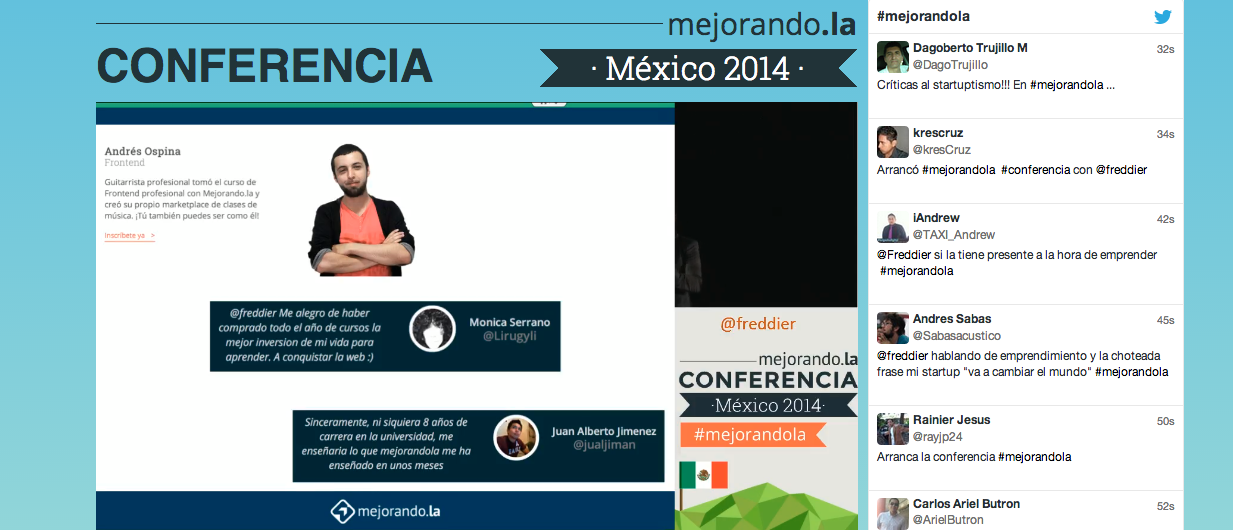 mejorando.la
CONFERENCIA
· México 2014 ·
Andrés Ospina
Frontend
Guitarrista profesional tomó el curso de
Frontend profesional con Mejorando.la y
creó su propio marketplace de clases de
música. ¡Tú también puedes ser como él!
Inscríbete ya >
@freddier Me alegro de haber
comprado todo el año de cursos la
mejor inversion de mi vida para
aprender. A conquistar la web :)
Monica Serrano
@Lirugyli
Sinceramente, ni siquiera 8 años de
carrera en la universidad, me
enseñaria lo que mejorandola me ha
enseñado en unos meses
Juan Alberto Jimenez
@jualjiman
mejorando.la
@freddier
mejorando.la
CONFERENCIA
·México 2014·
#mejorandola
#mejorandola
Dagoberto Trujillo M 32s
@DagoTrujillo
Críticas al startuptismo!!! En #mejorandola ...
krescruz 34s
@kresCruz
Arrancó #mejorandola #conferencia con @freddier
iAndrew 42s
@TAXI_Andrew
@Freddier si la tiene presente a la hora de emprender
#mejorandola
Andres Sabas 45s
@Sabasacustico
@freddier hablando de emprendimiento y la choteada
frase mi startup "va a cambiar el mundo" #mejorandola
Rainier Jesus 50s
@rayjp24
Arranca la conferencia #mejorandola
Carlos Ariel Butron 52s
@ArielButron